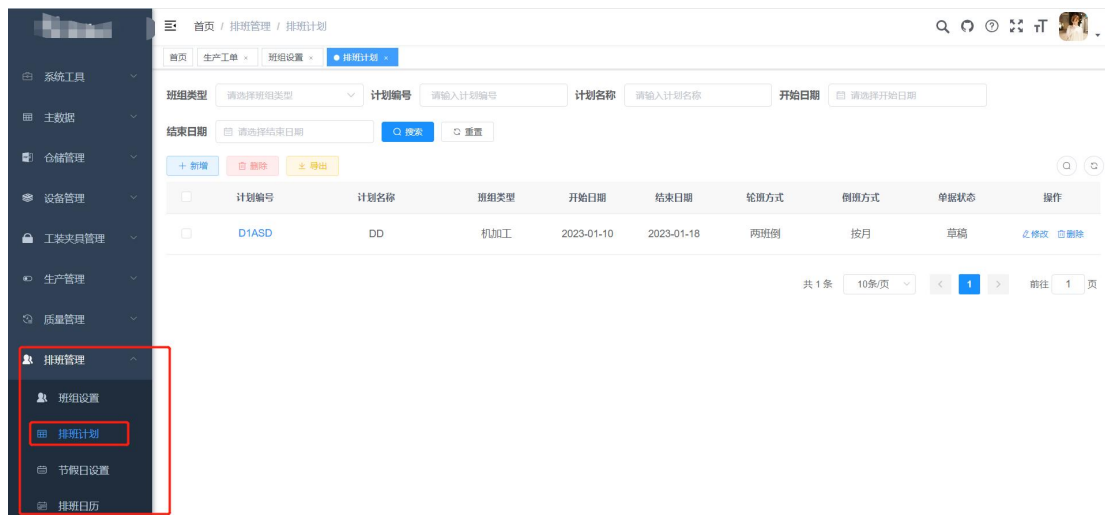 首页 / 排班管理 / 排班计划
首页 生产工单 × 班组设置 × 排班计划 ×
系统工具
主数据
仓储管理
设备管理
工装夹具管理
生产管理
质量管理
排班管理
班组设置
排班计划
节假日设置
排班日历
班组类型 请选择班组类型 计划编号 请输入计划编号 计划名称 请输入计划名称 开始日期 请选择开始日期
结束日期 请选择结束日期 搜索 重置
+ 新增 删除 导出
计划编号 计划名称 班组类型 开始日期 结束日期 轮班方式 倒班方式 单据状态 操作
D1ASD DD 机加工 2023-01-10 2023-01-18 两班倒 按月 草稿 修改 删除
共 1 条 10条/页 < 1 > 前往 1 页